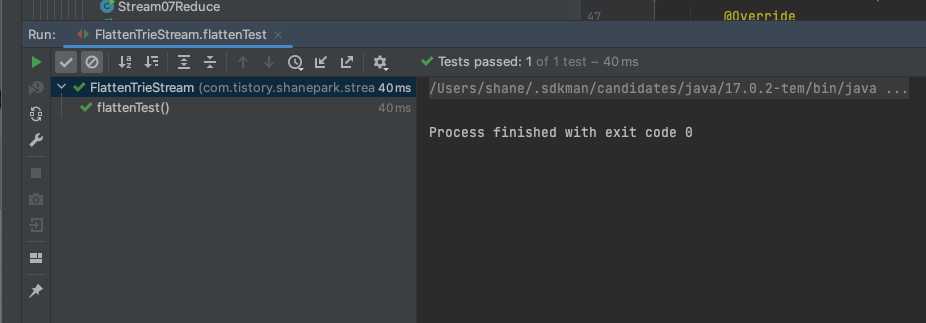 Stream07Reduce
47
@Override
Run:
FlattenTrieStream.flattenTest
Tests passed: 1 of 1 test – 40 ms
FlattenTrieStream (com.tistory.shanepark.strea 40 ms
flattenTest() 40 ms
/Users/shane/.sdkman/candidates/java/17.0.2-tem/bin/java ...
Process finished with exit code 0